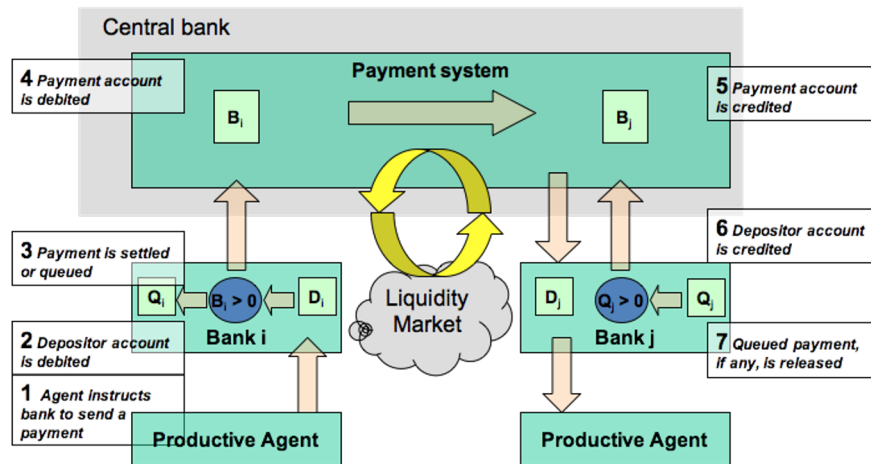 Central bank
4 Payment account
is debited
Payment system
5 Payment account
is credited
Bi
Bj
3 Payment is settled
or queued
6 Depositor account
is credited
Qi
Bi > 0
Di
Liquidity
Market
Dj
Qj > 0
Qj
Bank i
Bank j
2 Depositor account
is debited
7 Queued payment,
if any, is released
1 Agent instructs
bank to send a
payment
Productive Agent
Productive Agent